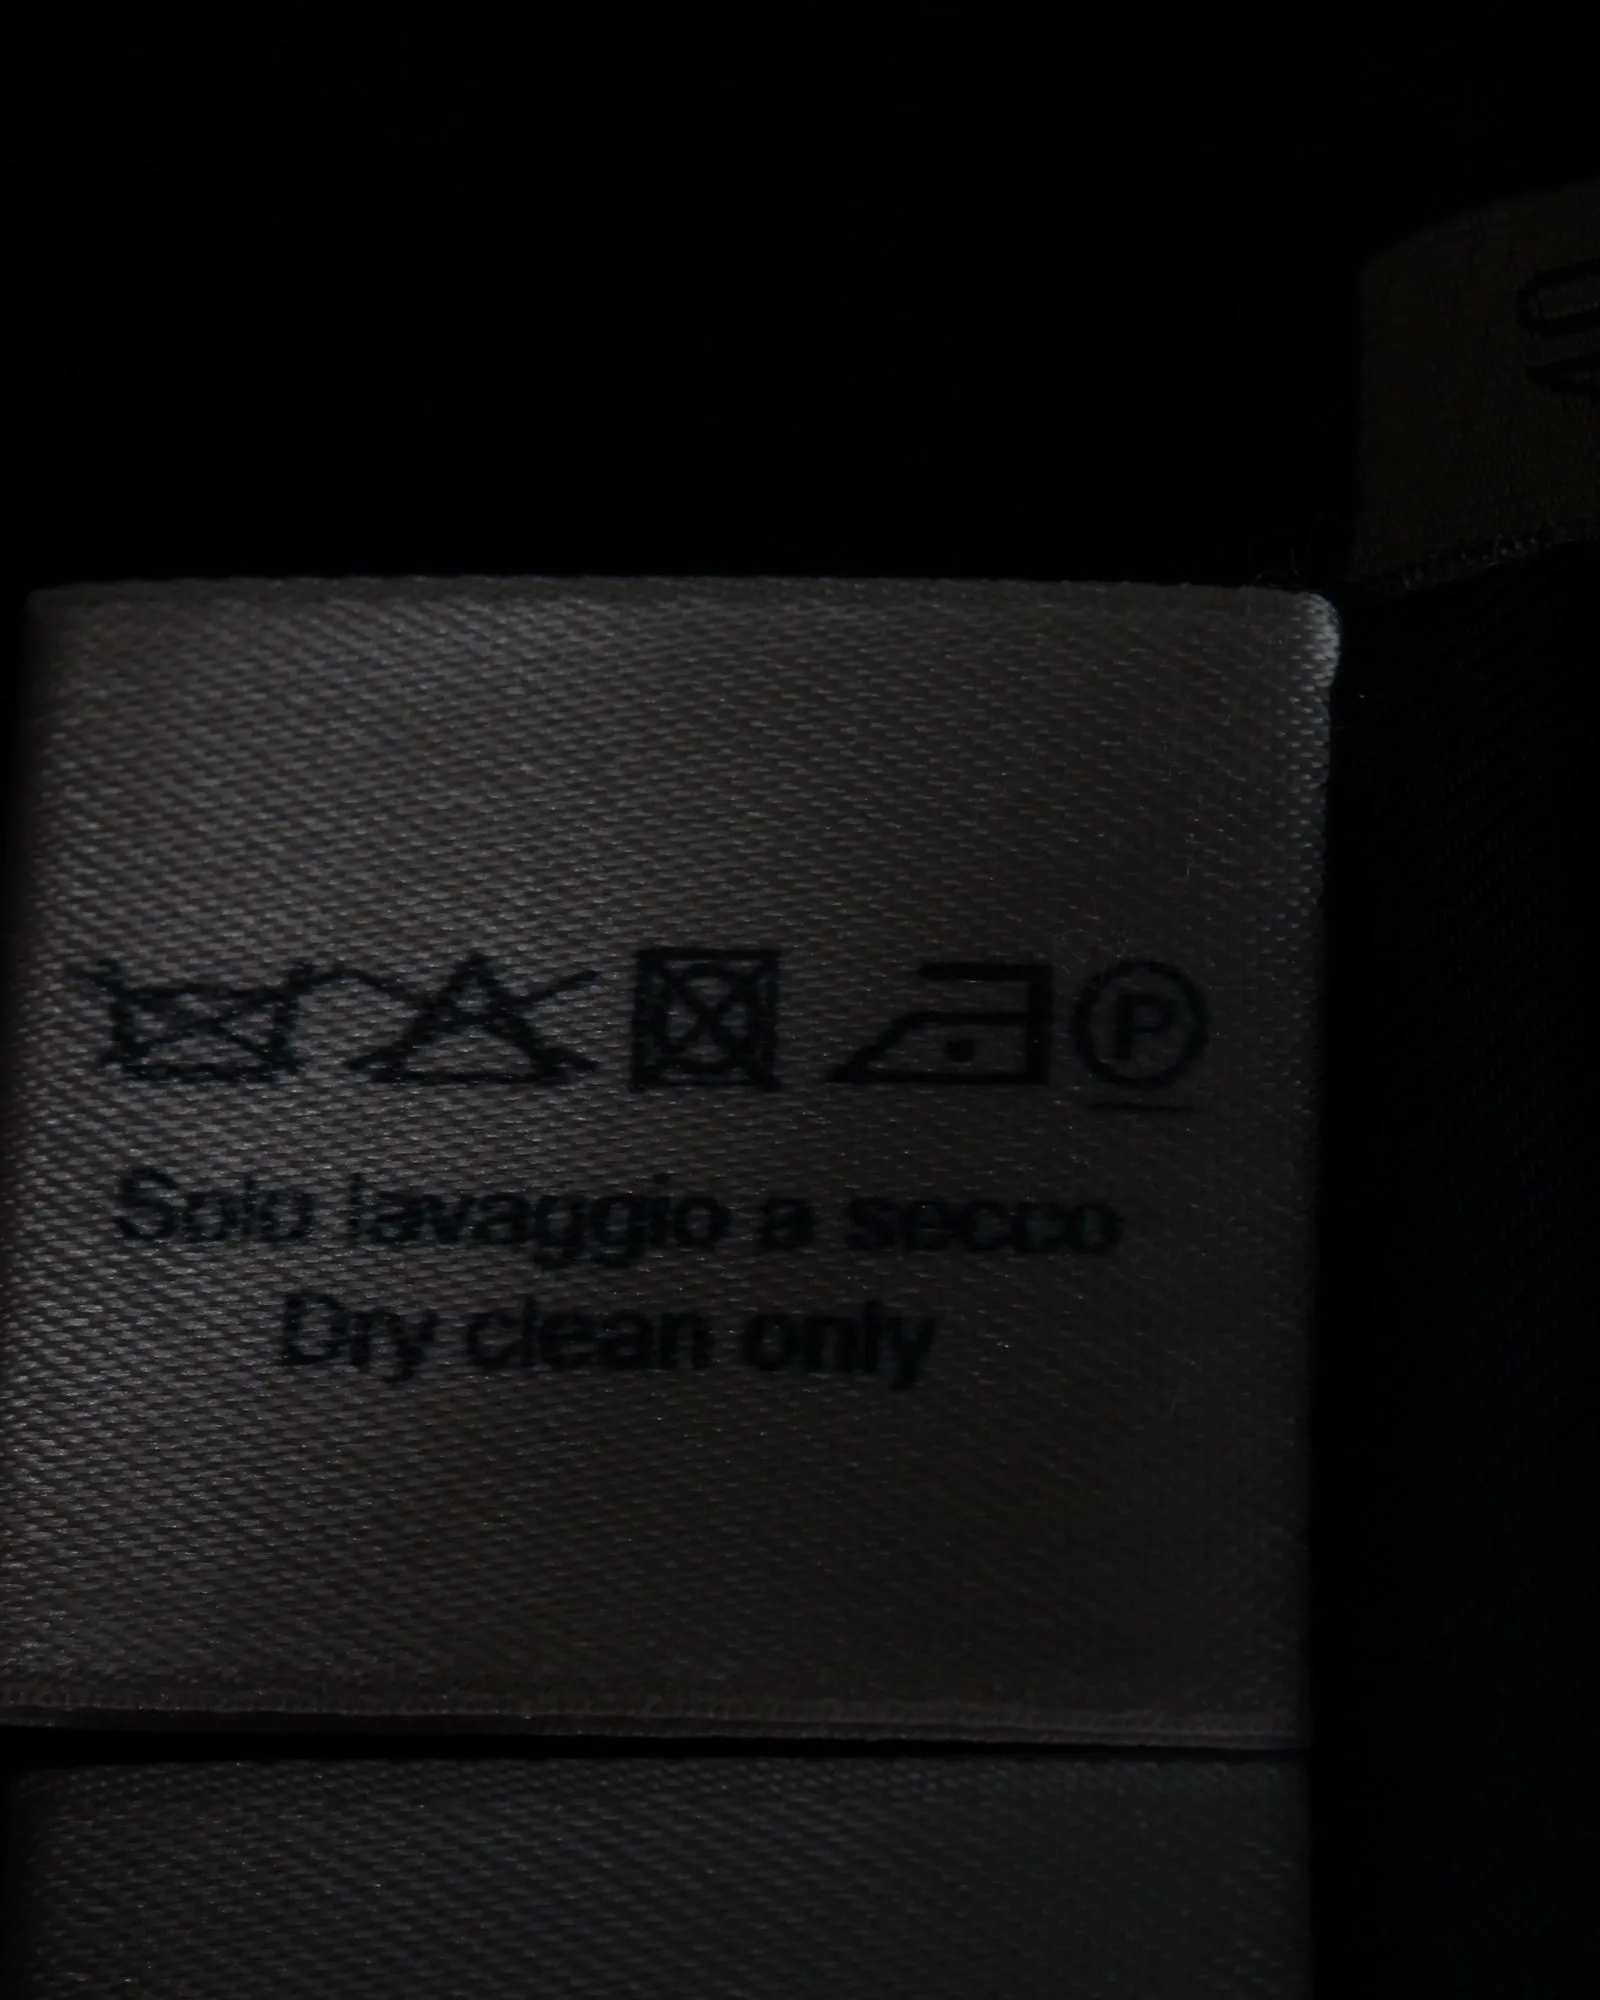 P
Solo lavaggio a secco
Dry clean only